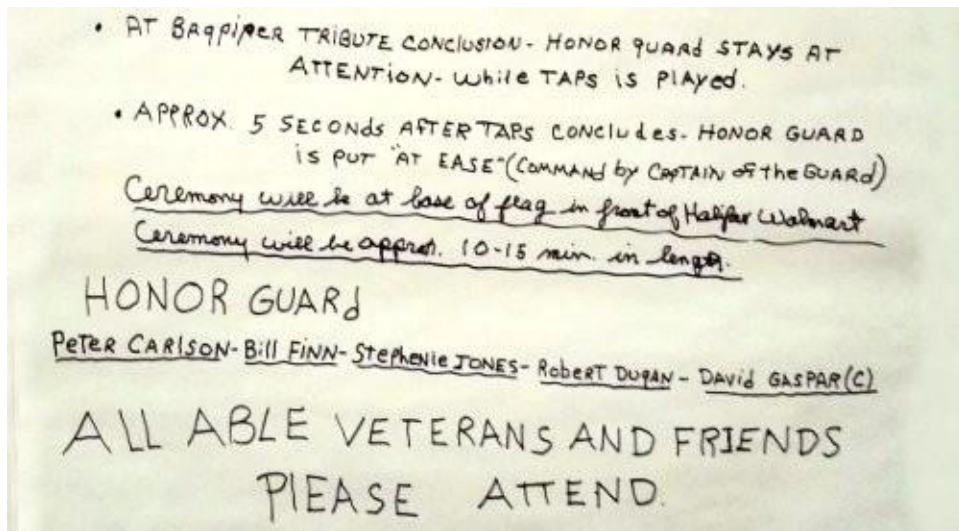 • AT BAgpipER TRIBUTE CONCLUSION - HONOR gUARD STAYS AT
ATTENTION - While TAPS is PlAYed.
• APPROX. 5 SECONdS AFTER TAPS CONCludes - HONOR GUARD
is PUT "AT EASE" (COMMANd by CAPTAIN of the GUARd)
Ceremony will be at base of flag in front of Halifax Walmart
Ceremony will be approx. 10-15 min. in length.
HONOR GUARd
PeTER CARlSON - Bill FiNN - STephenie JONES - RobeRT DUgAN - DAVid GASPAR (C)
All ABLE VETERANS AND FRIENDS
PlEASE ATTEND.